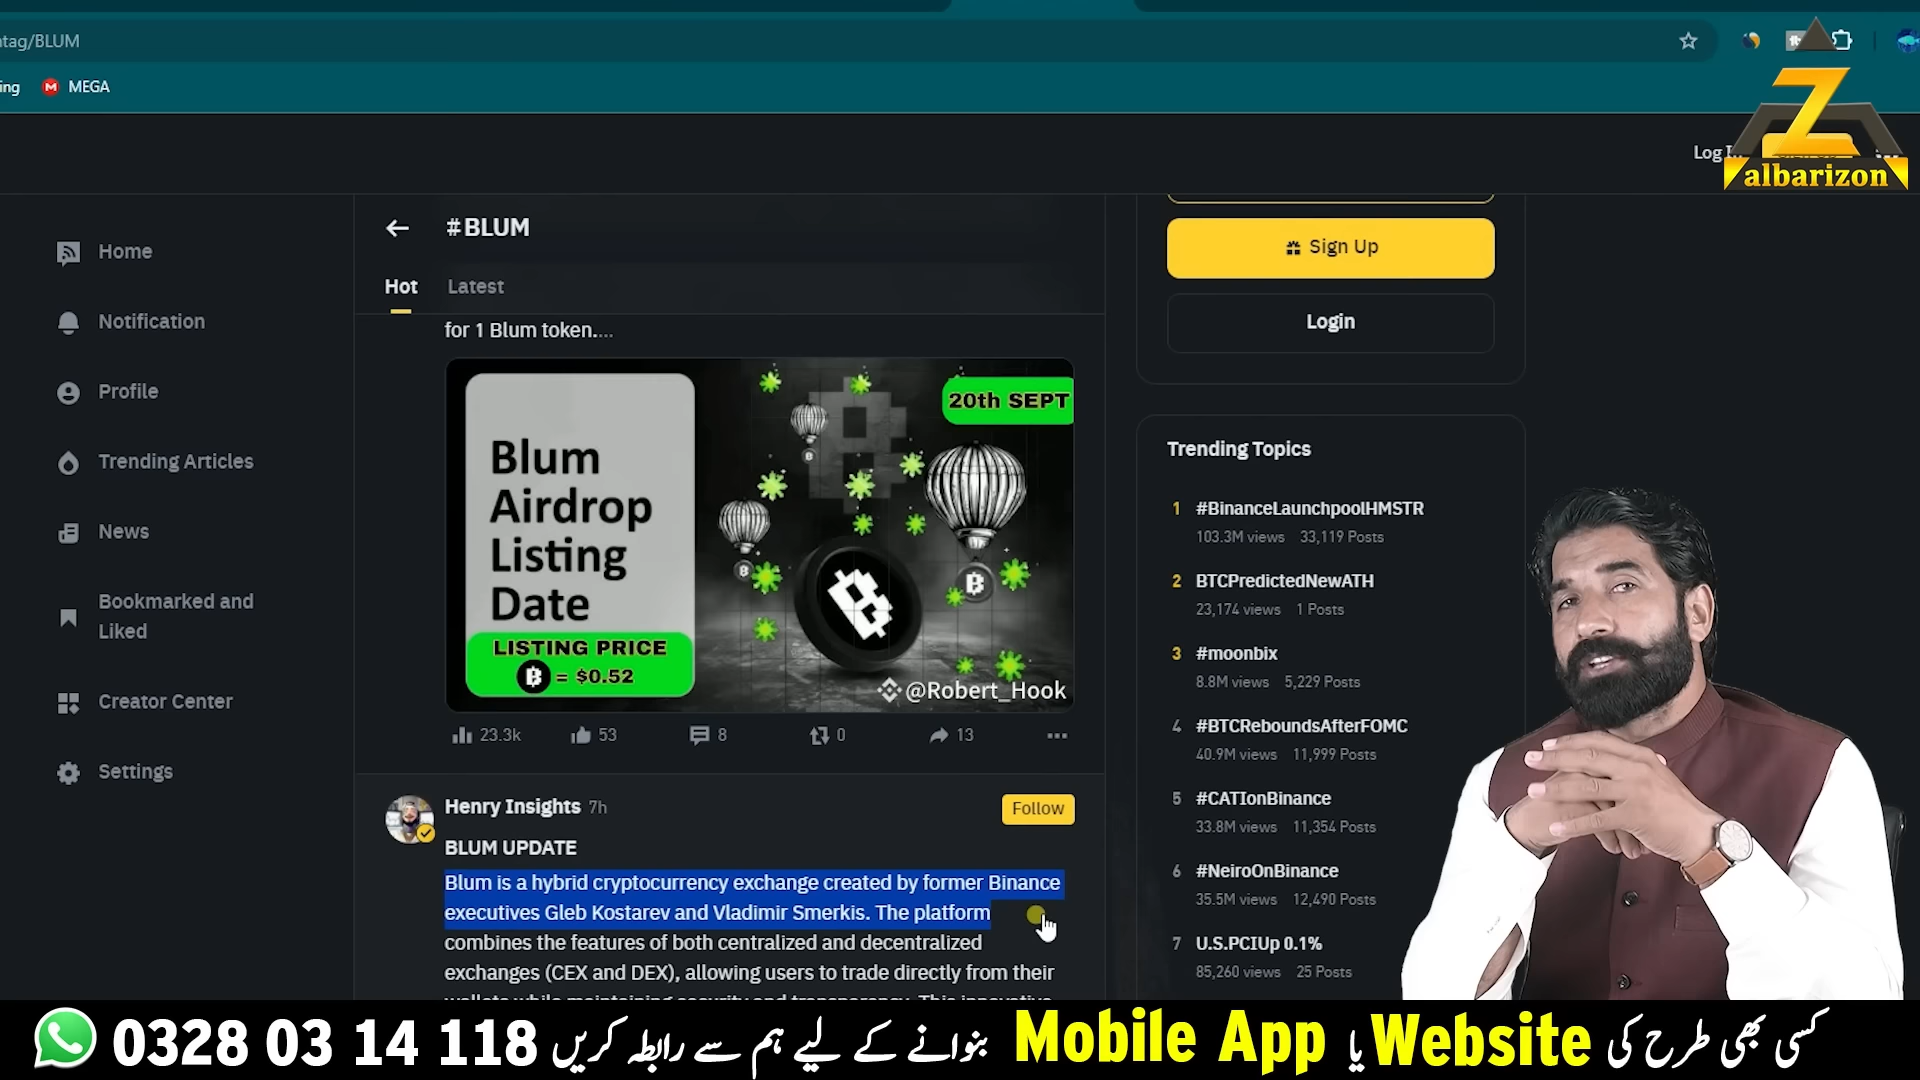 tag/BLUM
ing
MEGA
Log
albarizon
Home
Notification
Profile
Trending Articles
News
Bookmarked and
Liked
Creator Center
Settings
#BLUM
Hot
Latest
for 1 Blum token....
Blum
Airdrop
Listing
Date
LISTING PRICE
= $0.52
20th SEPT
@Robert_Hook
23.3k
53
8
0
13
Henry Insights 7h
Follow
BLUM UPDATE
Blum is a hybrid cryptocurrency exchange created by former Binance
executives Gleb Kostarev and Vladimir Smerkis. The platform
combines the features of both centralized and decentralized
exchanges (CEX and DEX), allowing users to trade directly from their
wallets while maintaining security and transparency. This innovative
Sign Up
Login
Trending Topics
1 #BinanceLaunchpoolHMSTR
103.3M views 33,119 Posts
2 BTCPredictedNewATH
23,174 views 1 Posts
3 #moonbix
8.8M views 5,229 Posts
4 #BTCReboundsAfterFOMC
40.9M views 11,999 Posts
5 #CATIonBinance
33.8M views 11,354 Posts
6 #NeiroOnBinance
35.5M views 12,490 Posts
7 U.S.PCIUp 0.1%
85,260 views 25 Posts
کسی بھی طرح کی Website یا Mobile App بنوانے کے لیے ہم سے رابطہ کریں 0328 03 14 118